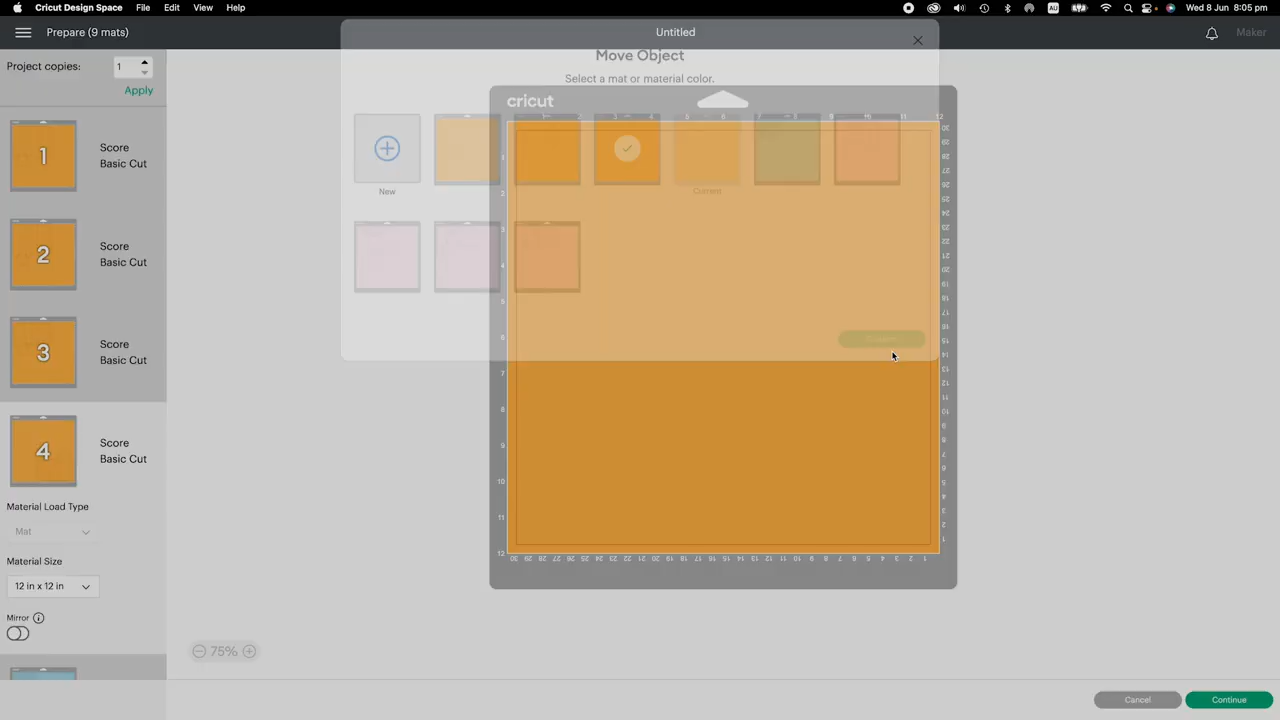 Cricut Design Space File Edit View Help
AU Wed 8 Jun 8:05 pm
Prepare (9 mats)
Untitled
Maker
Project copies: 1
Apply
Move Object
Select a mat or material color.
cricut
New
Current
1
Score
Basic Cut
2
Score
Basic Cut
3
Score
Basic Cut
4
Score
Basic Cut
Material Load Type
Mat
Material Size
12 in x 12 in
Mirror
75%
Cancel
Continue